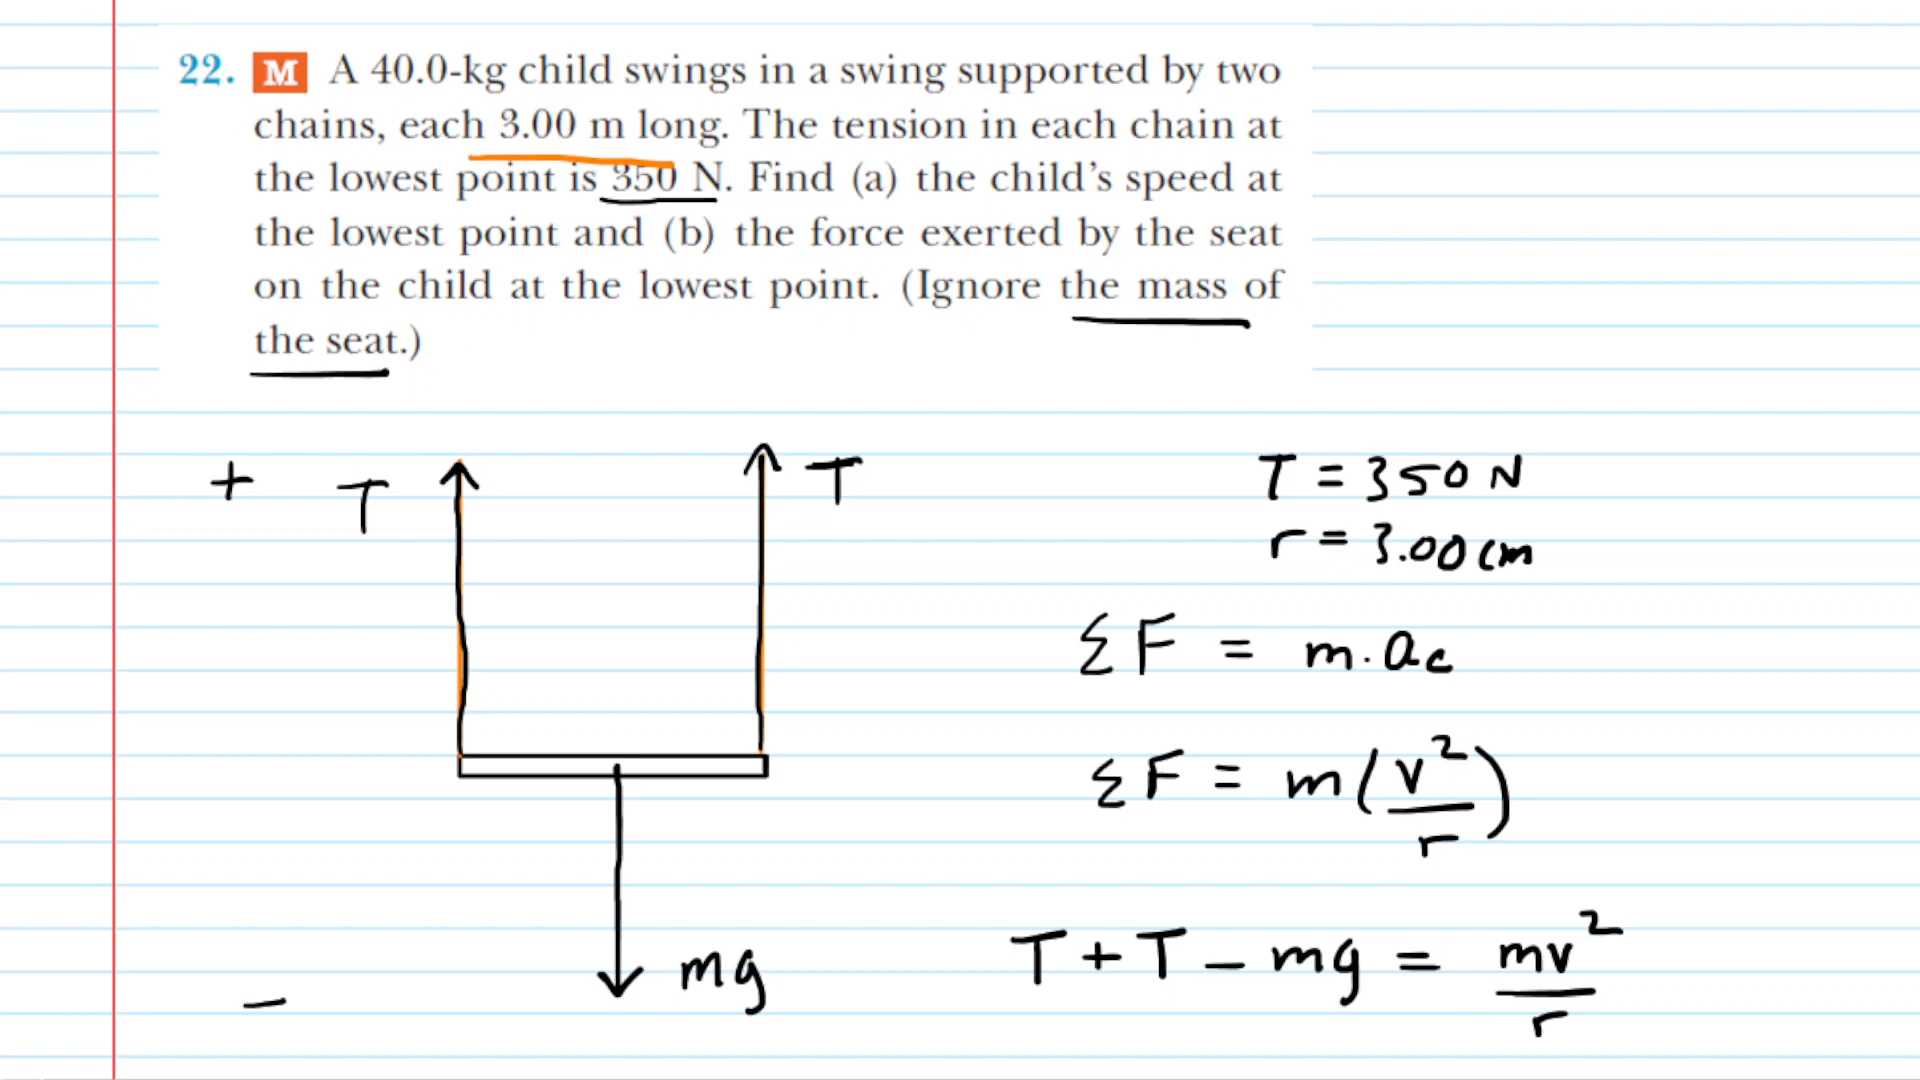 22. M A 40.0-kg child swings in a swing supported by two
chains, each 3.00 m long. The tension in each chain at
the lowest point is 350 N. Find (a) the child's speed at
the lowest point and (b) the force exerted by the seat
on the child at the lowest point. (Ignore the mass of
the seat.)
+ T T
T = 350 N
r = 3.00 cm
ΣF = m.ac
ΣF = m(v²/r)
mg
T + T - mg = mv²/r
-